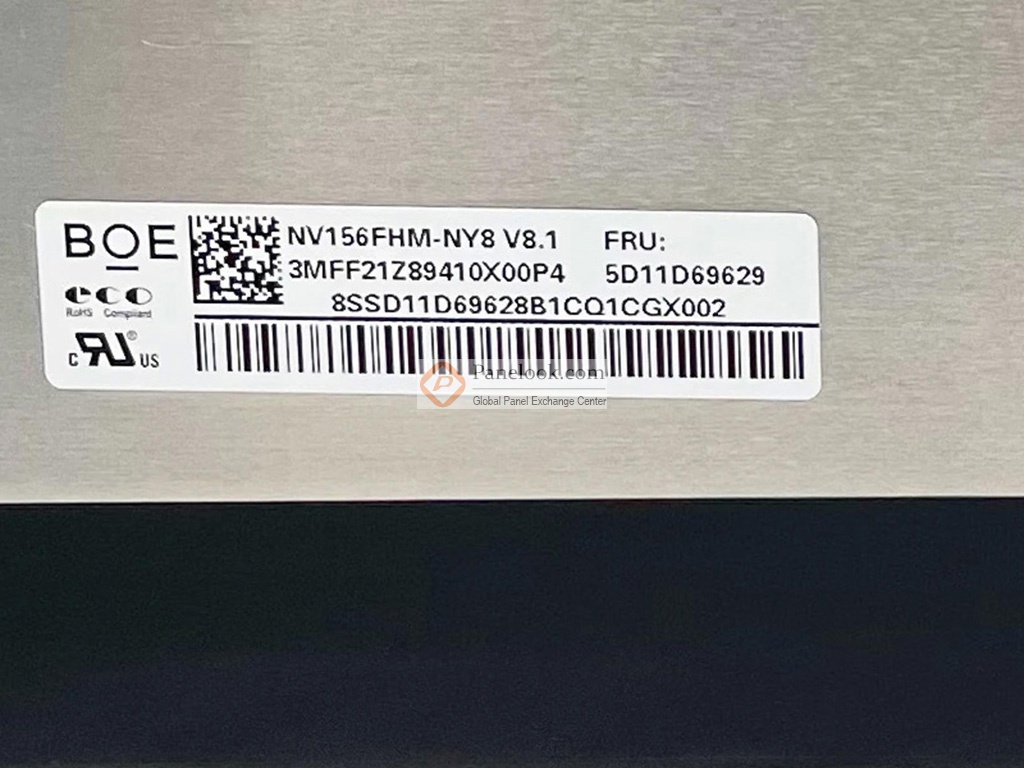 BOE
NV156FHM-NY8 V8.1
FRU:
3MFF21Z89410X00P4
5D11D69629
8SSD11D69628B1CQ1CGX002
eco
RoHS Compliant
c RU ® US
Panelook.com
Global Panel Exchange Center